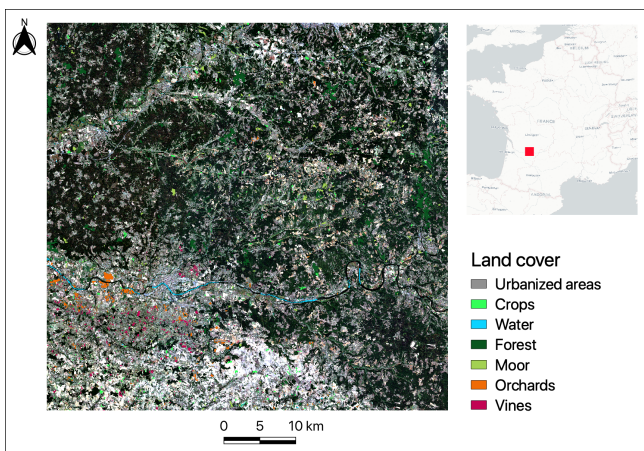 N
FRANCE
Land cover
Urbanized areas
Crops
Water
Forest
Moor
Orchards
Vines
0 5 10 km